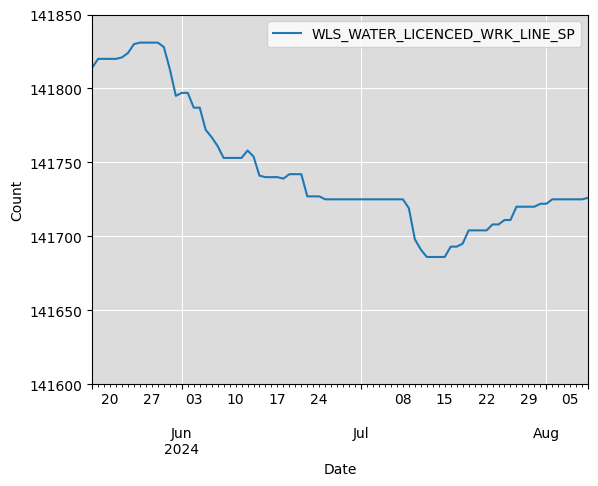 WLS_WATER_LICENCED_WRK_LINE_SP
141850
141800
141750
141700
141650
141600
Count
20 27 03 10 17 24 08 15 22 29 05
Jun Jul Aug
2024
Date